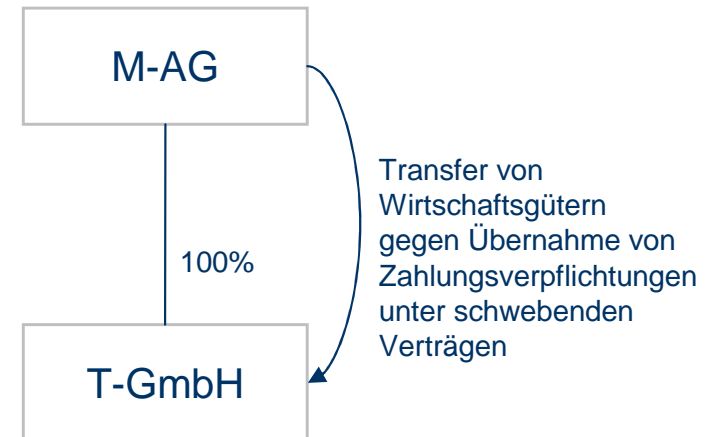 M-AG
Transfer von
Wirtschaftsgütern
gegen Übernahme von
Zahlungsverpflichtungen
unter schwebenden
Verträgen
100%
T-GmbH